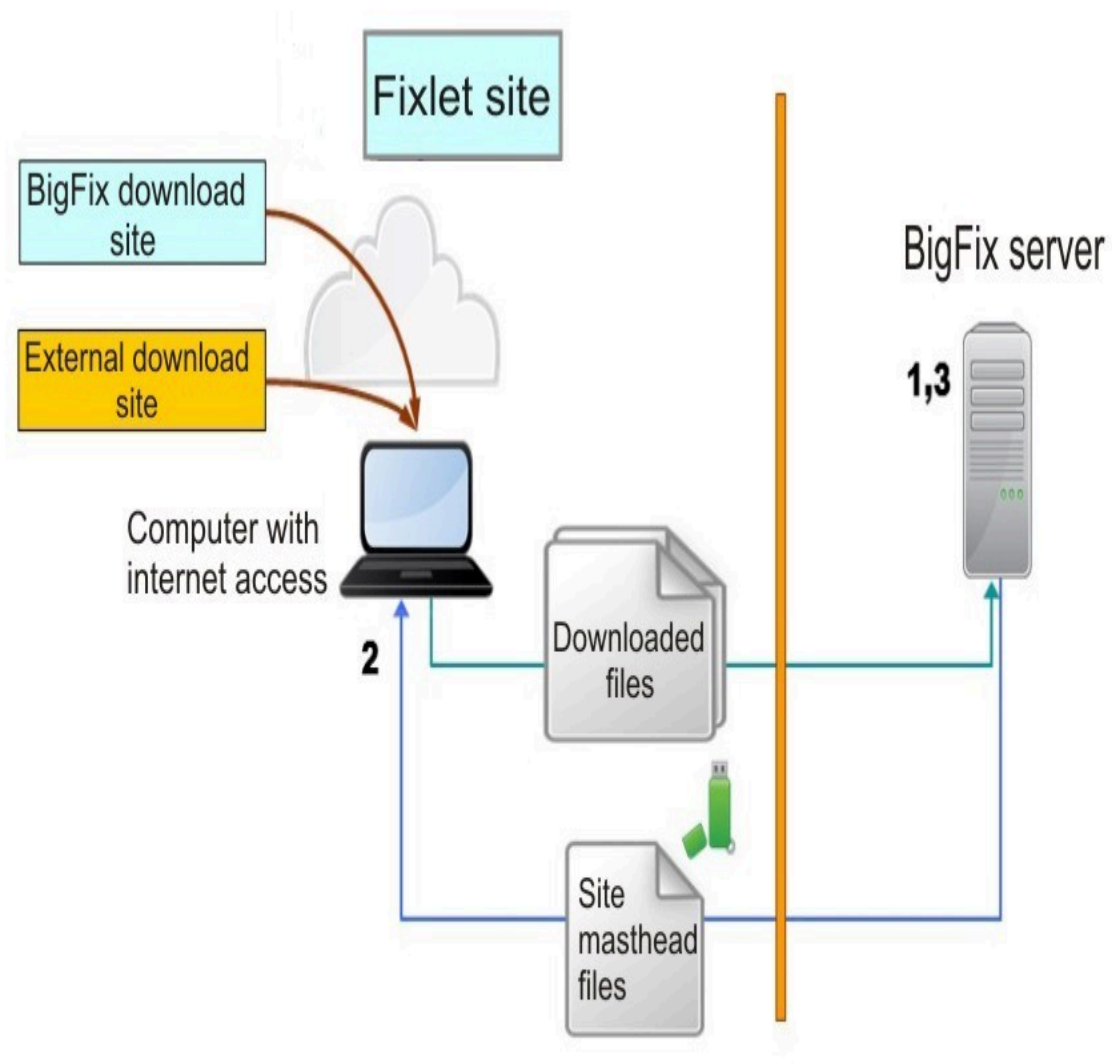 Fixlet site
BigFix download
site
BigFix server
External download
site
1,3
Computer with
internet access
2
Downloaded
files
Site
masthead
files